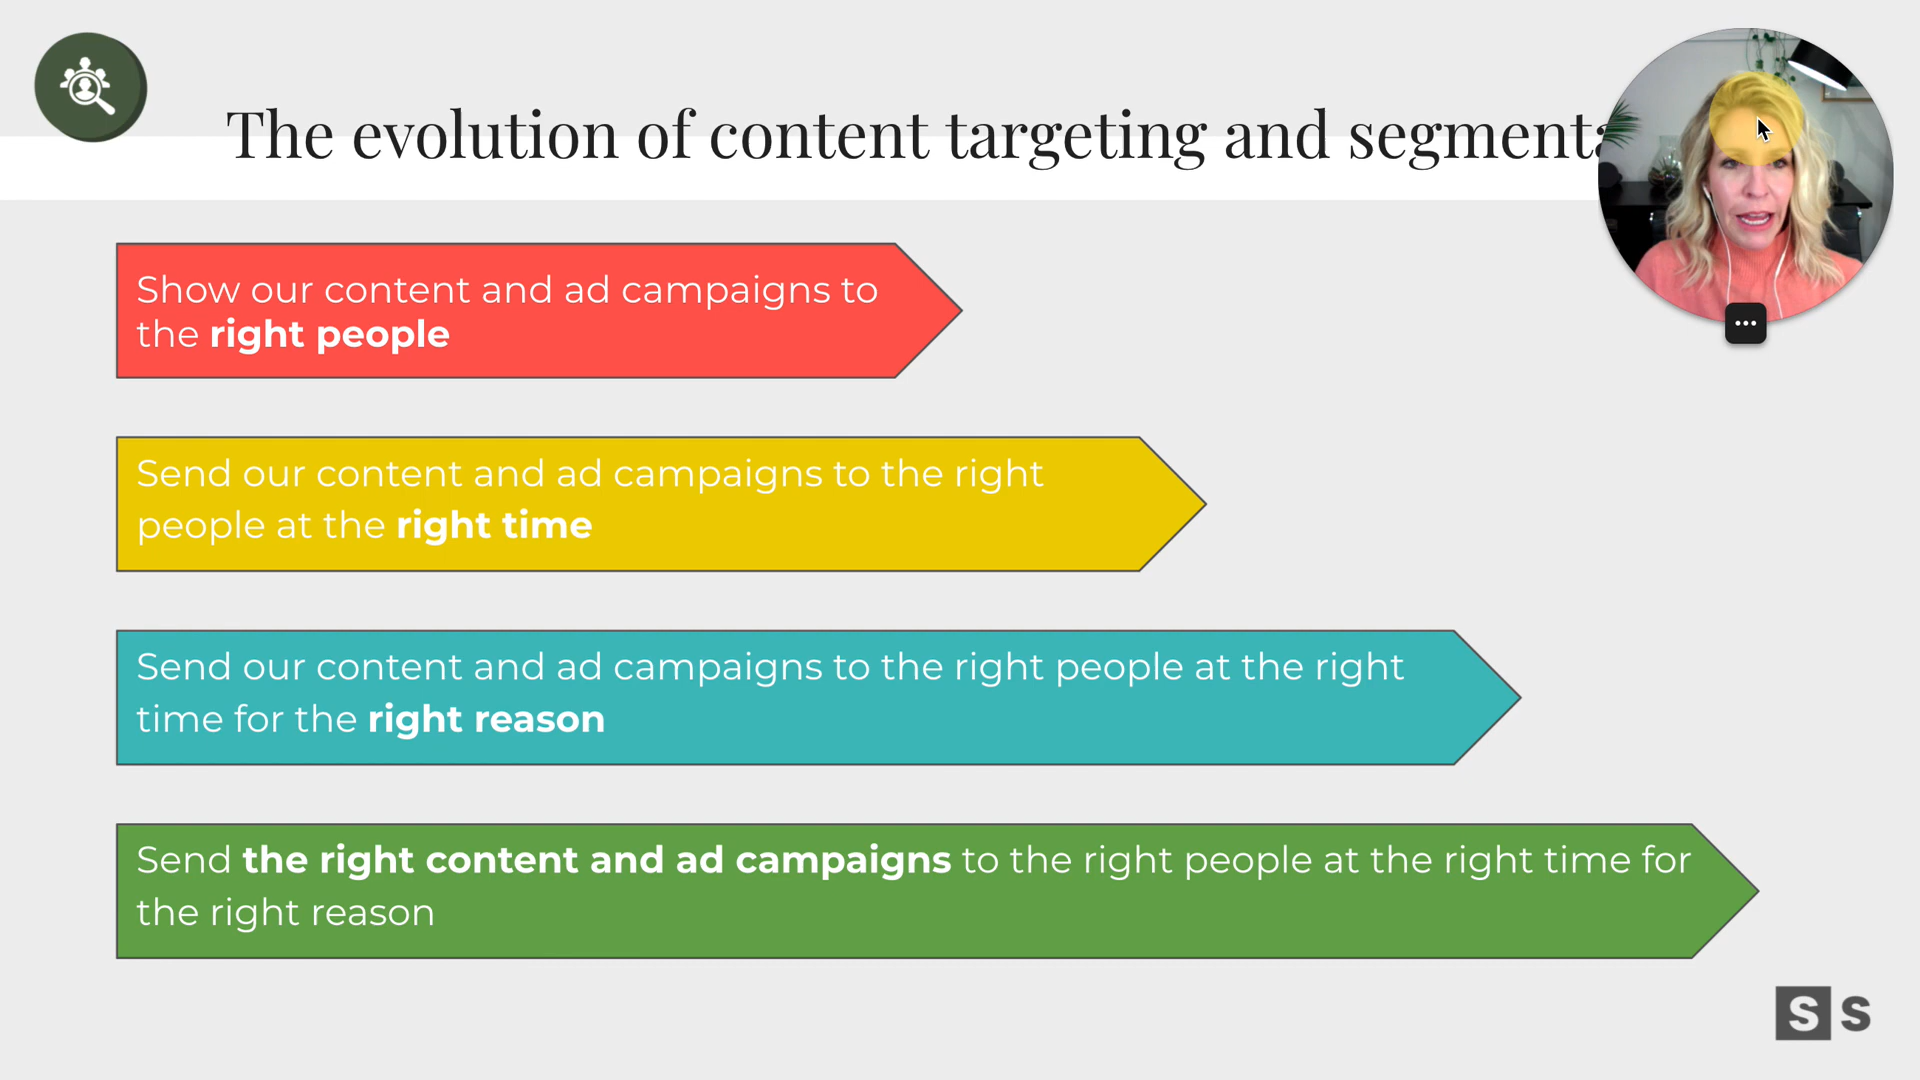 The evolution of content targeting and segmenta
Show our content and ad campaigns to
the right people
Send our content and ad campaigns to the right
people at the right time
Send our content and ad campaigns to the right people at the right
time for the right reason
Send the right content and ad campaigns to the right people at the right time for
the right reason
S S